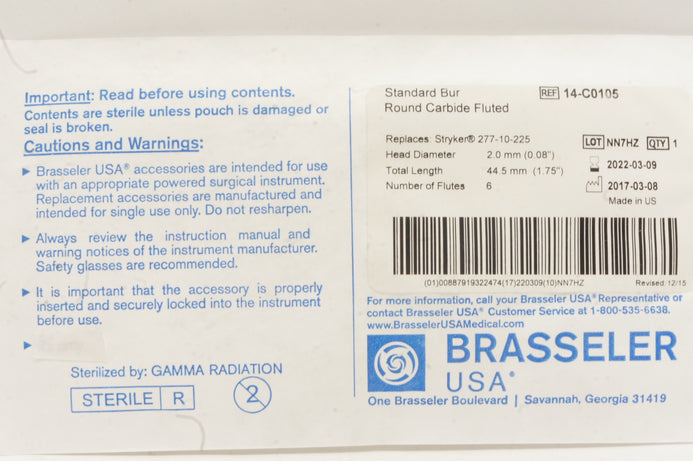 Important: Read before using contents.
Contents are sterile unless pouch is damaged or
seal is broken.
Cautions and Warnings:
▶ Brasseler USA® accessories are intended for use
with an appropriate powered surgical instrument.
Replacement accessories are manufactured and
intended for single use only. Do not resharpen.
▶ Always review the instruction manual and
warning notices of the instrument manufacturer.
Safety glasses are recommended.
▶ It is important that the accessory is properly
inserted and securely locked into the instrument
before use.
▶
Sterilized by: GAMMA RADIATION
STERILE R
2
Standard Bur
Round Carbide Fluted
REF 14-C0105
Replaces: Stryker® 277-10-225
Head Diameter 2.0 mm (0.08")
Total Length 44.5 mm (1.75")
Number of Flutes 6
LOT NN7HZ QTY 1
2022-03-09
2017-03-08
Made in US
(01)00887919322474(17)220309(10)NN7HZ
Revised: 12/15
For more information, call your Brasseler USA® Representative or
contact Brasseler USA® Customer Service at 1-800-535-6638.
www.BrasselerUSAMedical.com
BRASSELER
USA®
One Brasseler Boulevard | Savannah, Georgia 31419